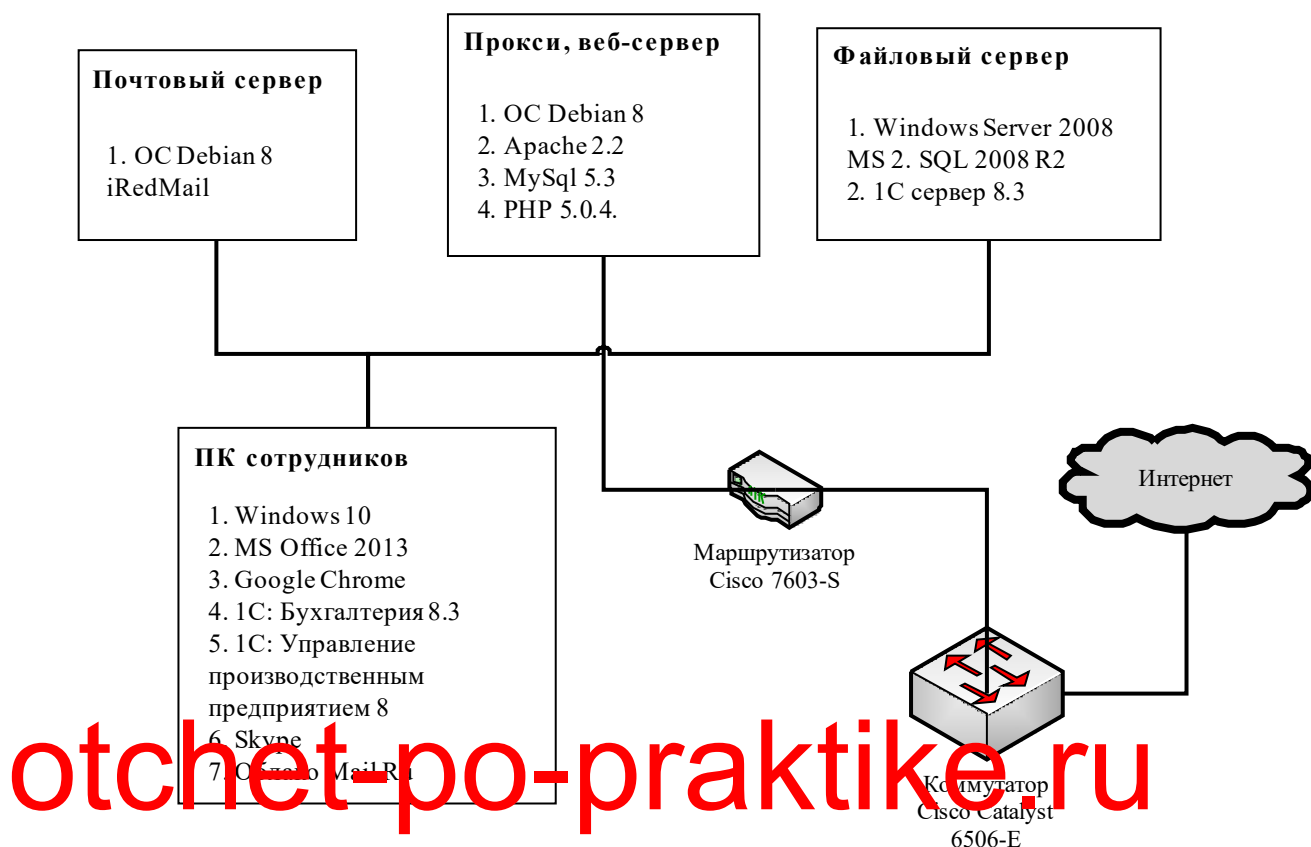 Почтовый сервер
1. ОС Debian 8
iRedMail
Прокси, веб-сервер
1. ОС Debian 8
2. Apache 2.2
3. MySql 5.3
4. PHP 5.0.4.
Файловый сервер
1. Windows Server 2008
MS 2. SQL 2008 R2
2. 1С сервер 8.3
ПК сотрудников
1. Windows 10
2. MS Office 2013
3. Google Chrome
4. 1С: Бухгалтерия 8.3
5. 1С: Управление
производственным
предприятием 8
6. Skype
7. Облако Mail Ru
Маршрутизатор
Cisco 7603-S
Интернет
Коммутатор
Cisco Catalyst
6506-E
otchet-po-praktike.ru